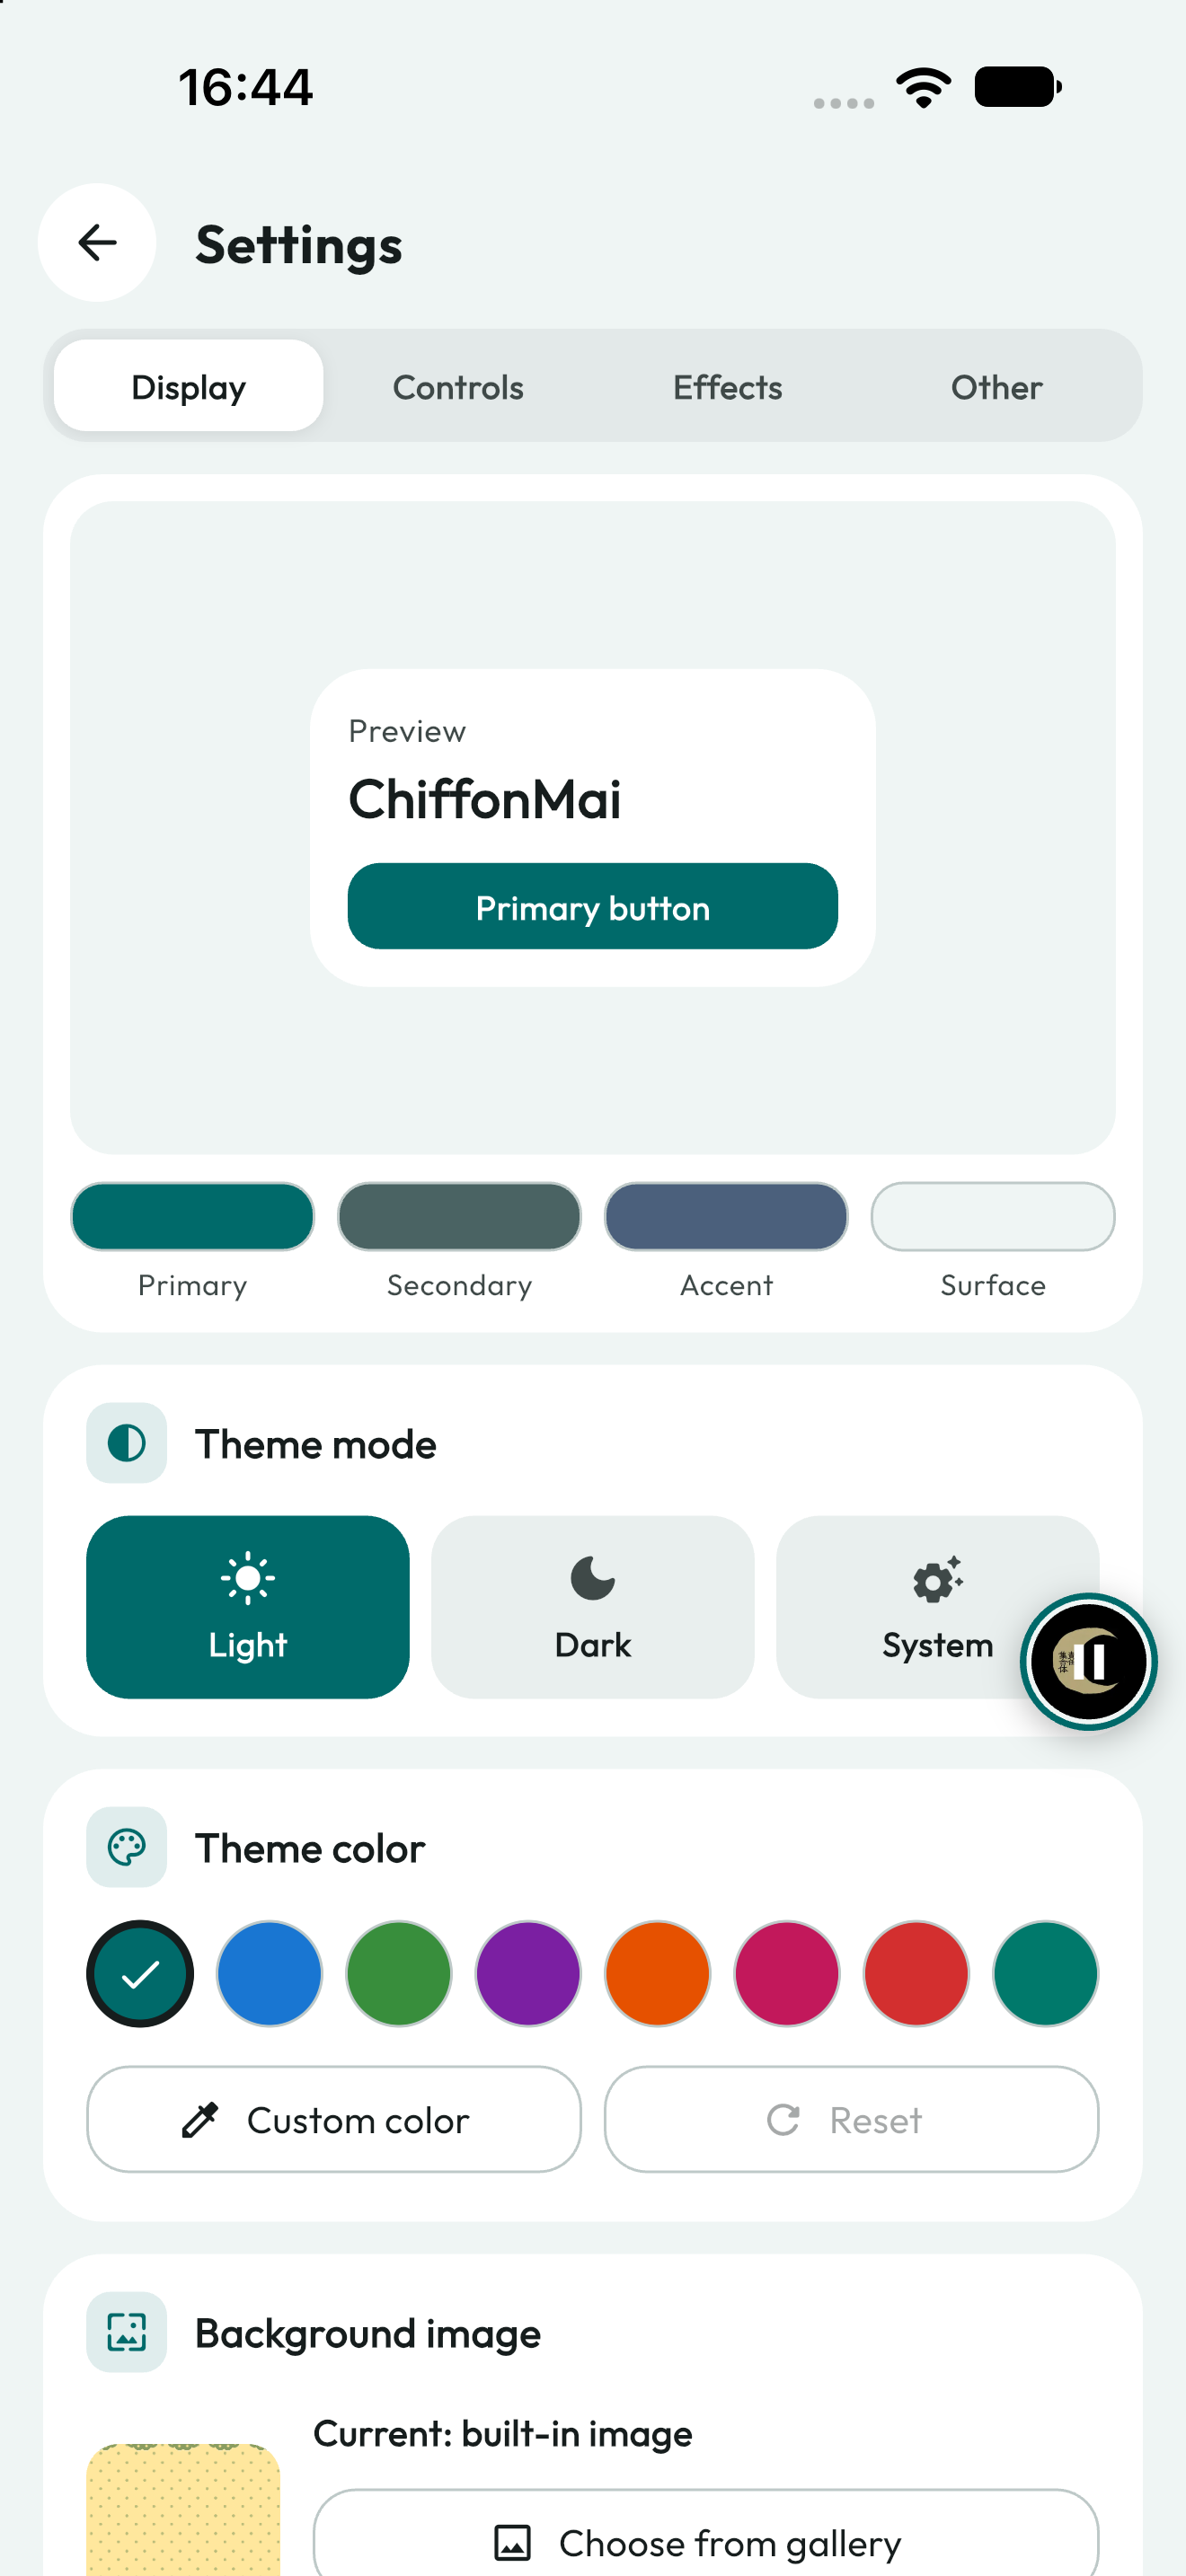 16:44
Settings
Display
Controls
Effects
Other
Preview
ChiffonMai
Primary button
Primary
Secondary
Accent
Surface
Theme mode
Light
Dark
System
Theme color
Custom color
Reset
Background image
Current: built-in image
Choose from gallery